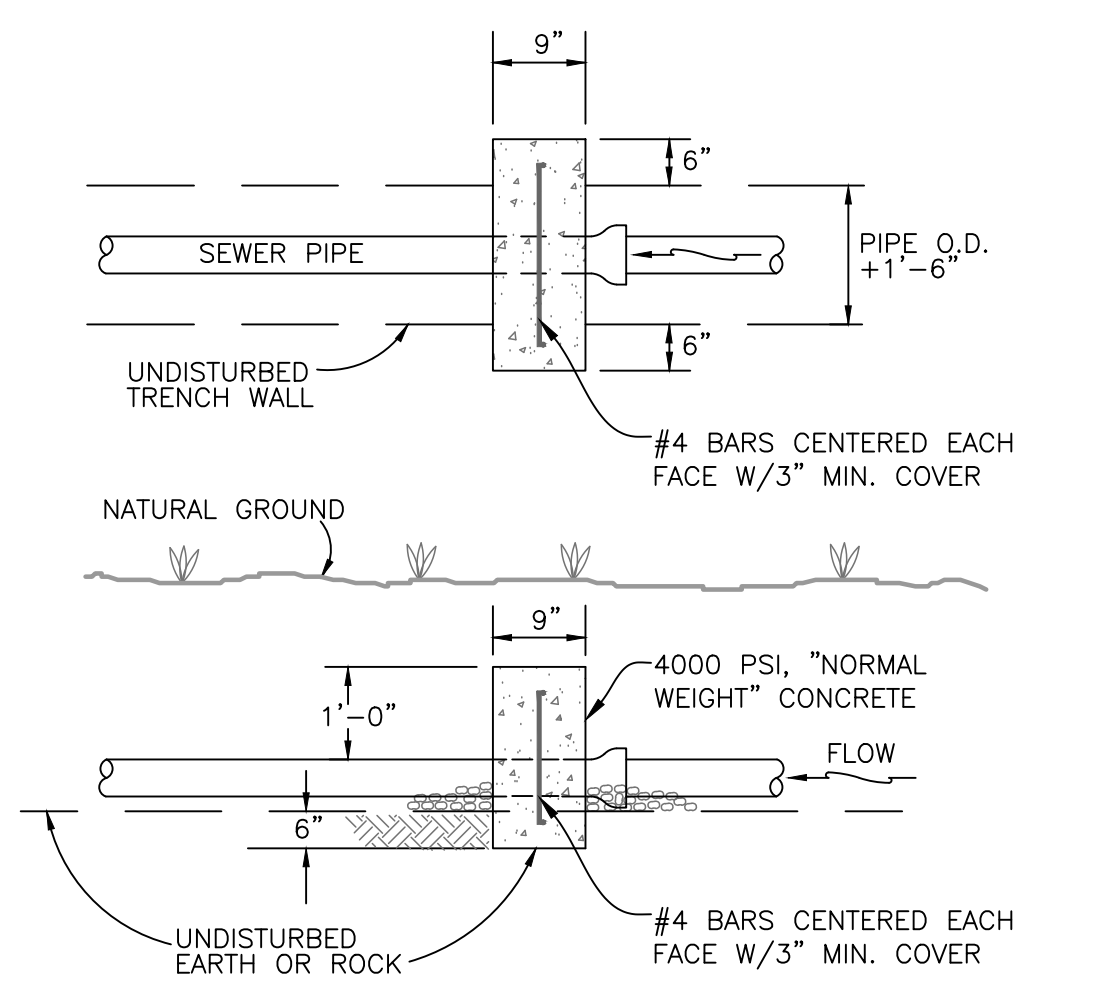 9”
6”
SEWER PIPE
PIPE O.D.
+1’-6”
6”
UNDISTURBED
TRENCH WALL
#4 BARS CENTERED EACH
FACE W/3” MIN. COVER
NATURAL GROUND
9”
4000 PSI, ”NORMAL
WEIGHT” CONCRETE
1’-0”
FLOW
6”
#4 BARS CENTERED EACH
FACE W/3” MIN. COVER
UNDISTURBED
EARTH OR ROCK